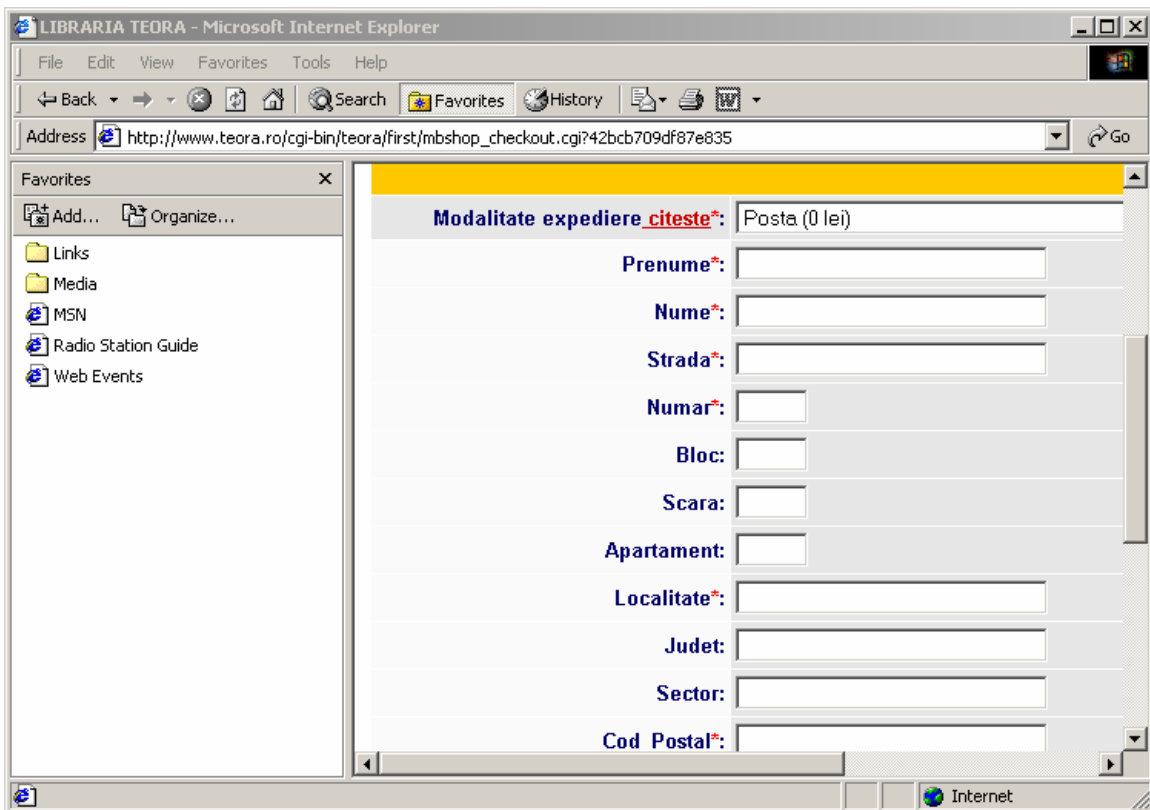 LIBRARIA TEORA - Microsoft Internet Explorer
File Edit View Favorites Tools Help
Back Search Favorites History
Address http://www.teora.ro/cgi-bin/teora/first/mbshop_checkout.cgi?42bcb709df87e835 Go
Favorites
Add... Organize...
Links
Media
MSN
Radio Station Guide
Web Events
Modalitate expediere citeste*: Posta (0 lei)
Prenume*:
Nume*:
Strada*:
Numar*:
Bloc:
Scara:
Apartament:
Localitate*:
Judet:
Sector:
Cod Postal*:
Internet